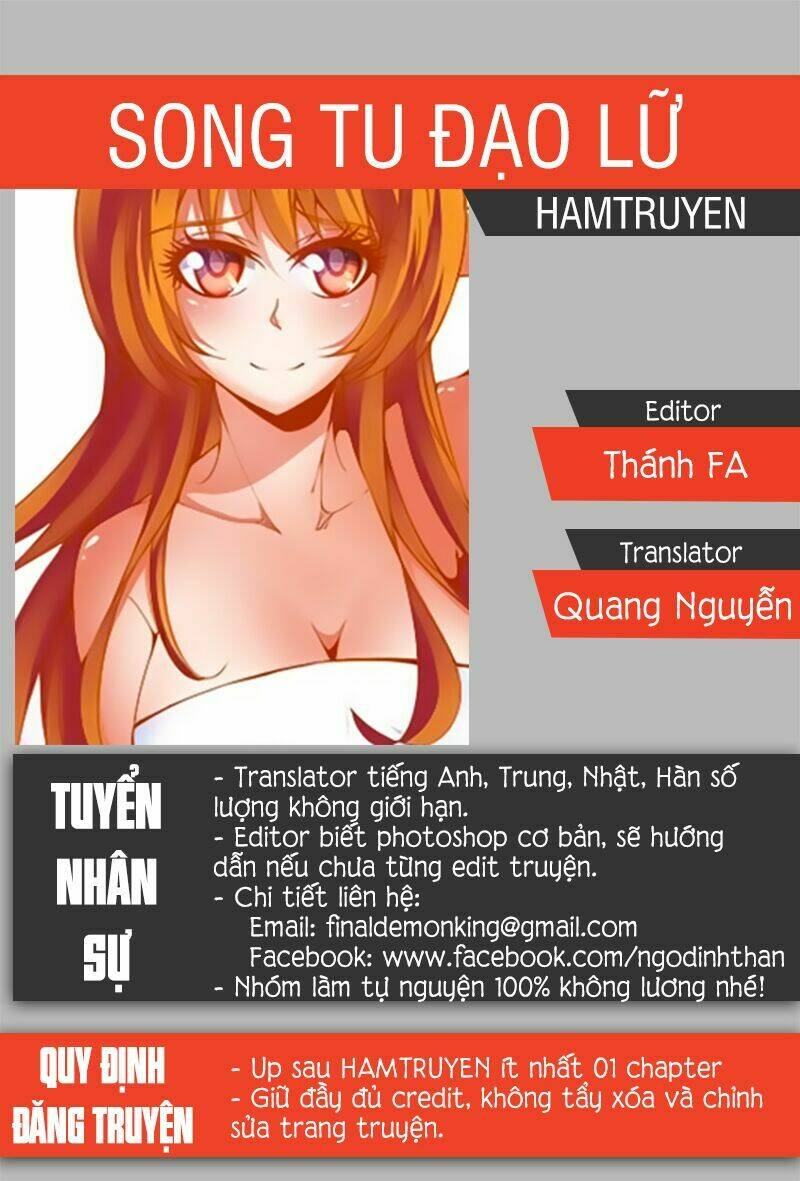 SONG TU ĐẠO LỮ
HAMTRUYEN
Editor
Thánh FA
Translator
Quang Nguyễn
TUYỂN
NHÂN
SỰ
- Translator tiếng Anh, Trung, Nhật, Hàn số
lượng không giới hạn.
- Editor biết photoshop cơ bản, sẽ hướng
dẫn nếu chưa từng edit truyện.
- Chi tiết liên hệ:
Email: finaldemonking@gmail.com
Facebook: www.facebook.com/ngodinhthan
- Nhóm làm tự nguyện 100% không lương nhé!
QUY ĐỊNH
ĐĂNG TRUYỆN
- Up sau HAMTRUYEN ít nhất 01 chapter
- Giữ đầy đủ credit, không tẩy xóa và chỉnh
sửa trang truyện.